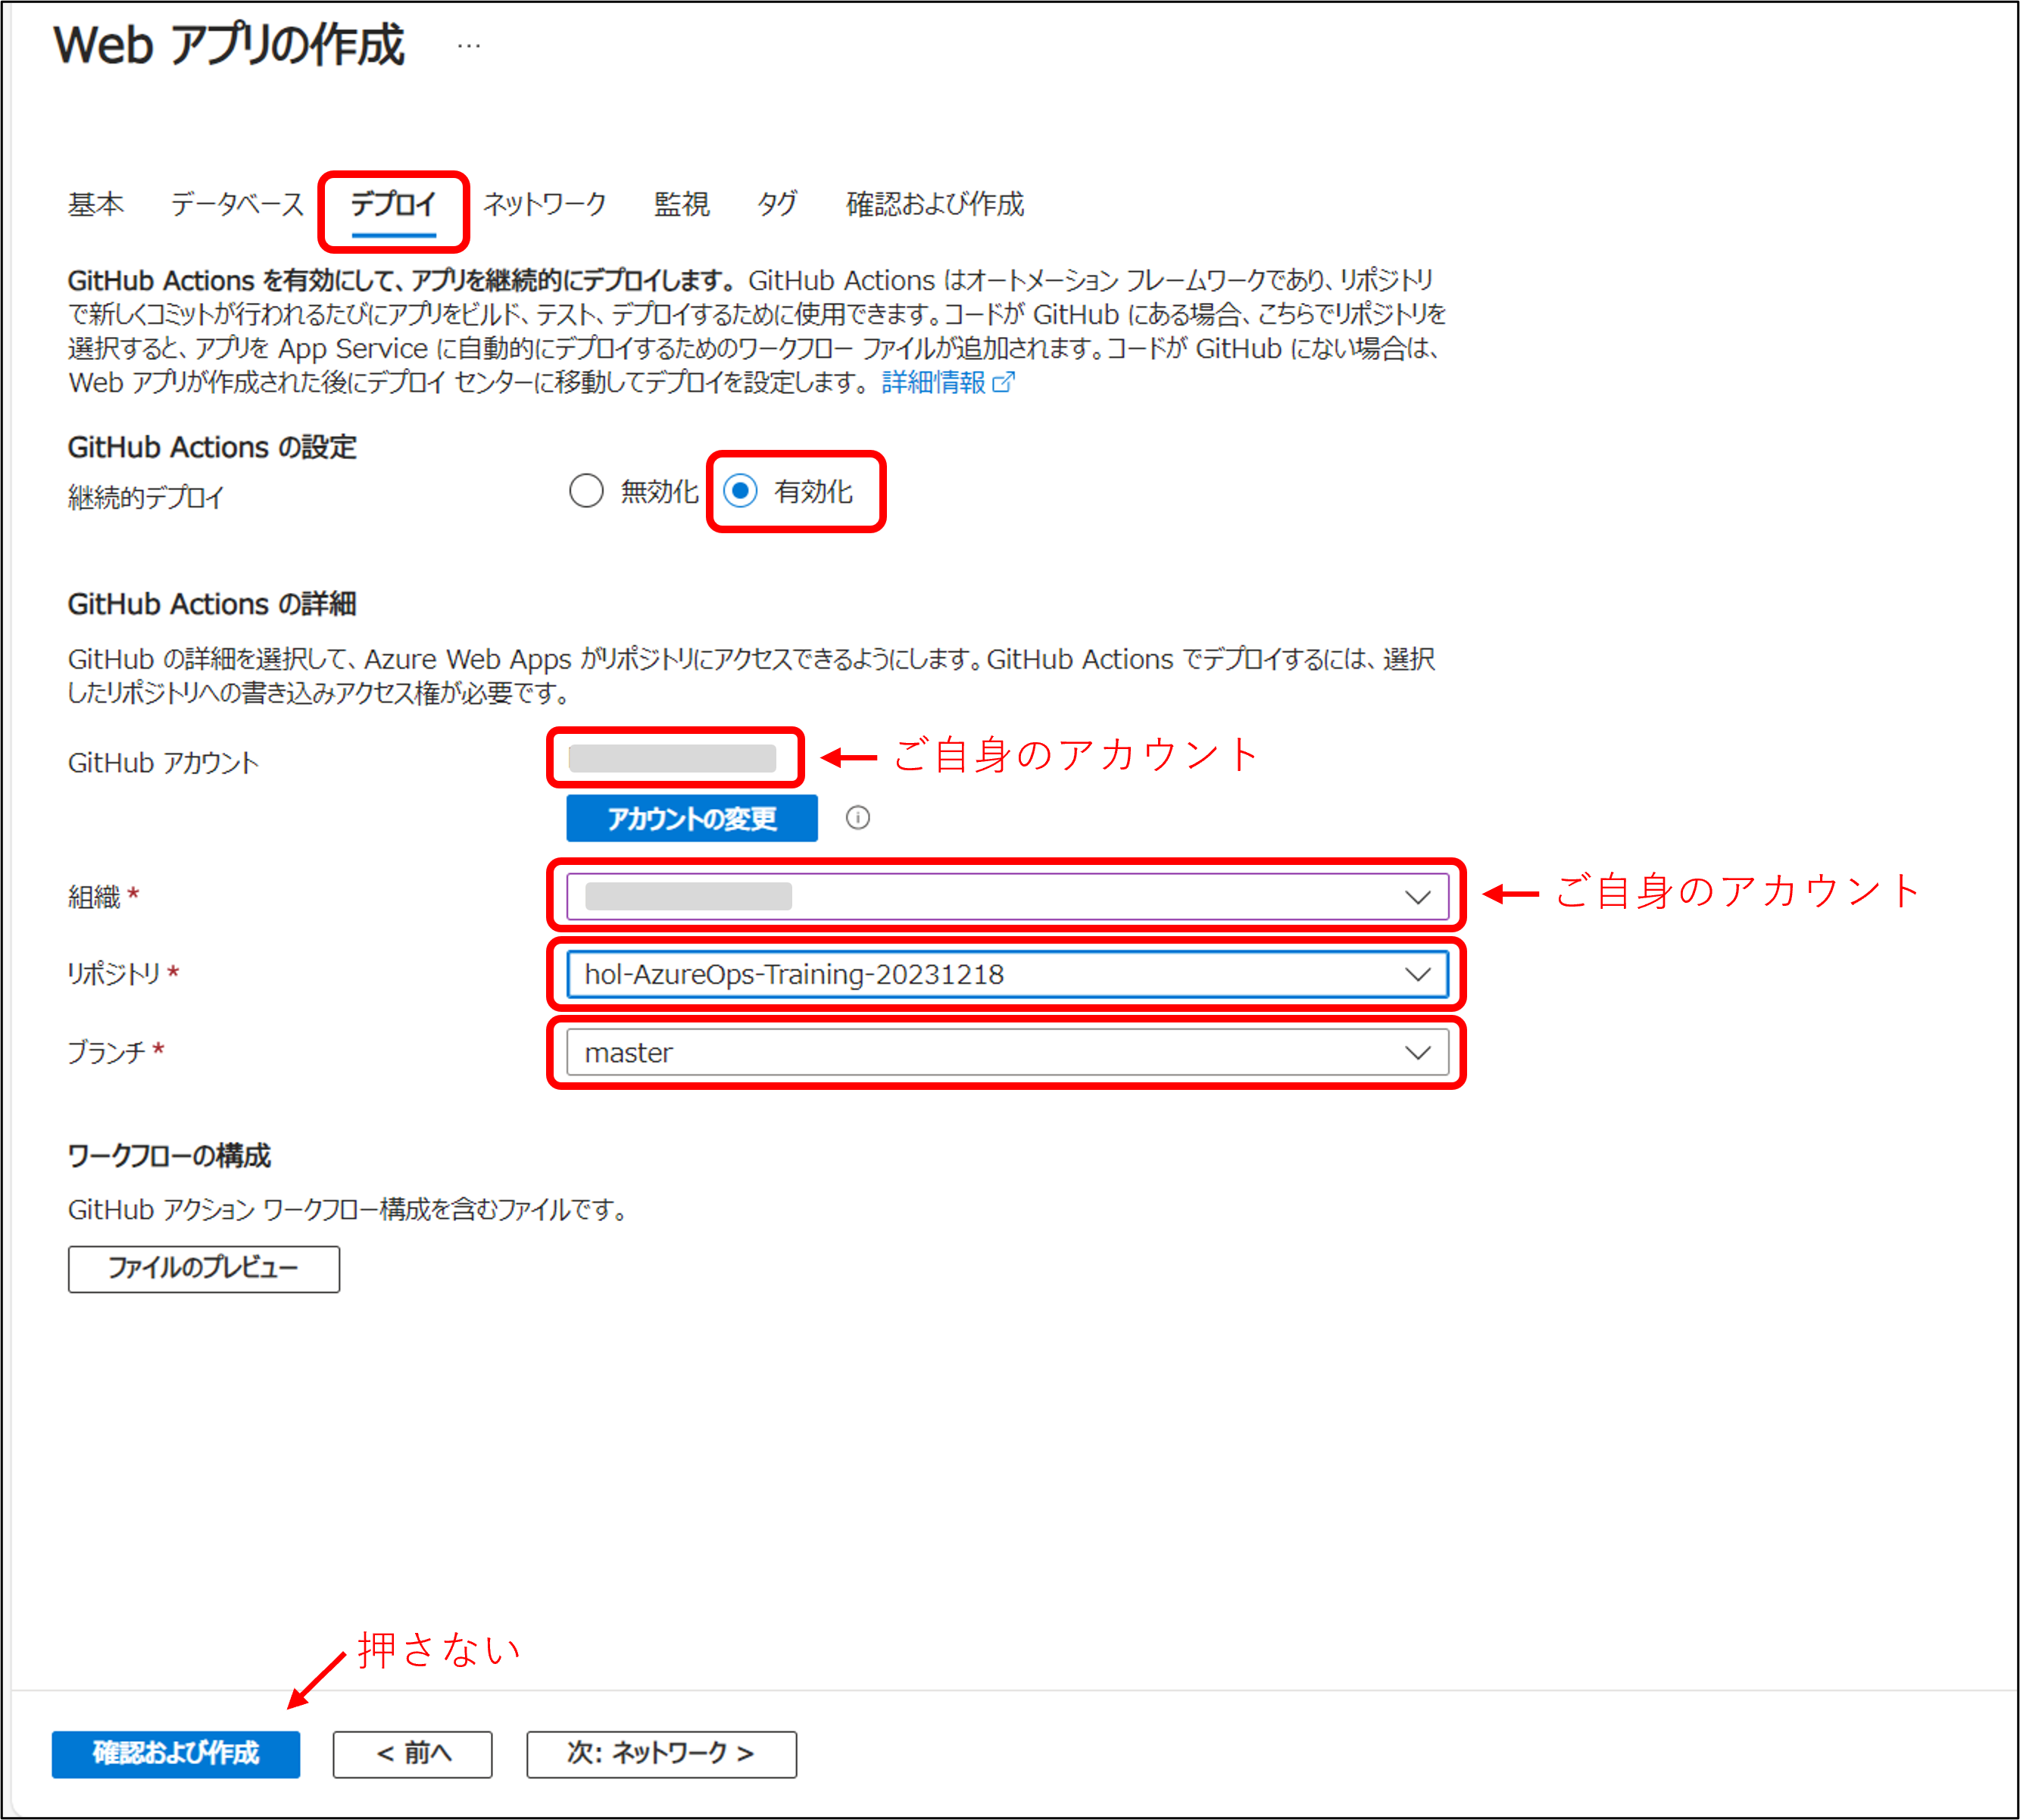 Web アプリの作成 …
基本 データベース デプロイ ネットワーク 監視 タグ 確認および作成
GitHub Actions を有効にして、アプリを継続的にデプロイします。GitHub Actions はオートメーション フレームワークであり、リポジトリ
で新しくコミットが行われるたびにアプリをビルド、テスト、デプロイするために使用できます。コードが GitHub にある場合、こちらでリポジトリを
選択すると、アプリを App Service に自動的にデプロイするためのワークフロー ファイルが追加されます。コードが GitHub にない場合は、
Web アプリが作成された後にデプロイ センターに移動してデプロイを設定します。 詳細情報
GitHub Actions の設定
継続的デプロイ 無効化 有効化
GitHub Actions の詳細
GitHub の詳細を選択して、Azure Web Apps がリポジトリにアクセスできるようにします。GitHub Actions でデプロイするには、選択
したリポジトリへの書き込みアクセス権が必要です。
GitHub アカウント ご自身のアカウント
アカウントの変更
組織 * ご自身のアカウント
リポジトリ * hol-AzureOps-Training-20231218
ブランチ * master
ワークフローの構成
GitHub アクション ワークフロー構成を含むファイルです。
ファイルのプレビュー
押さない
確認および作成 < 前へ 次: ネットワーク >